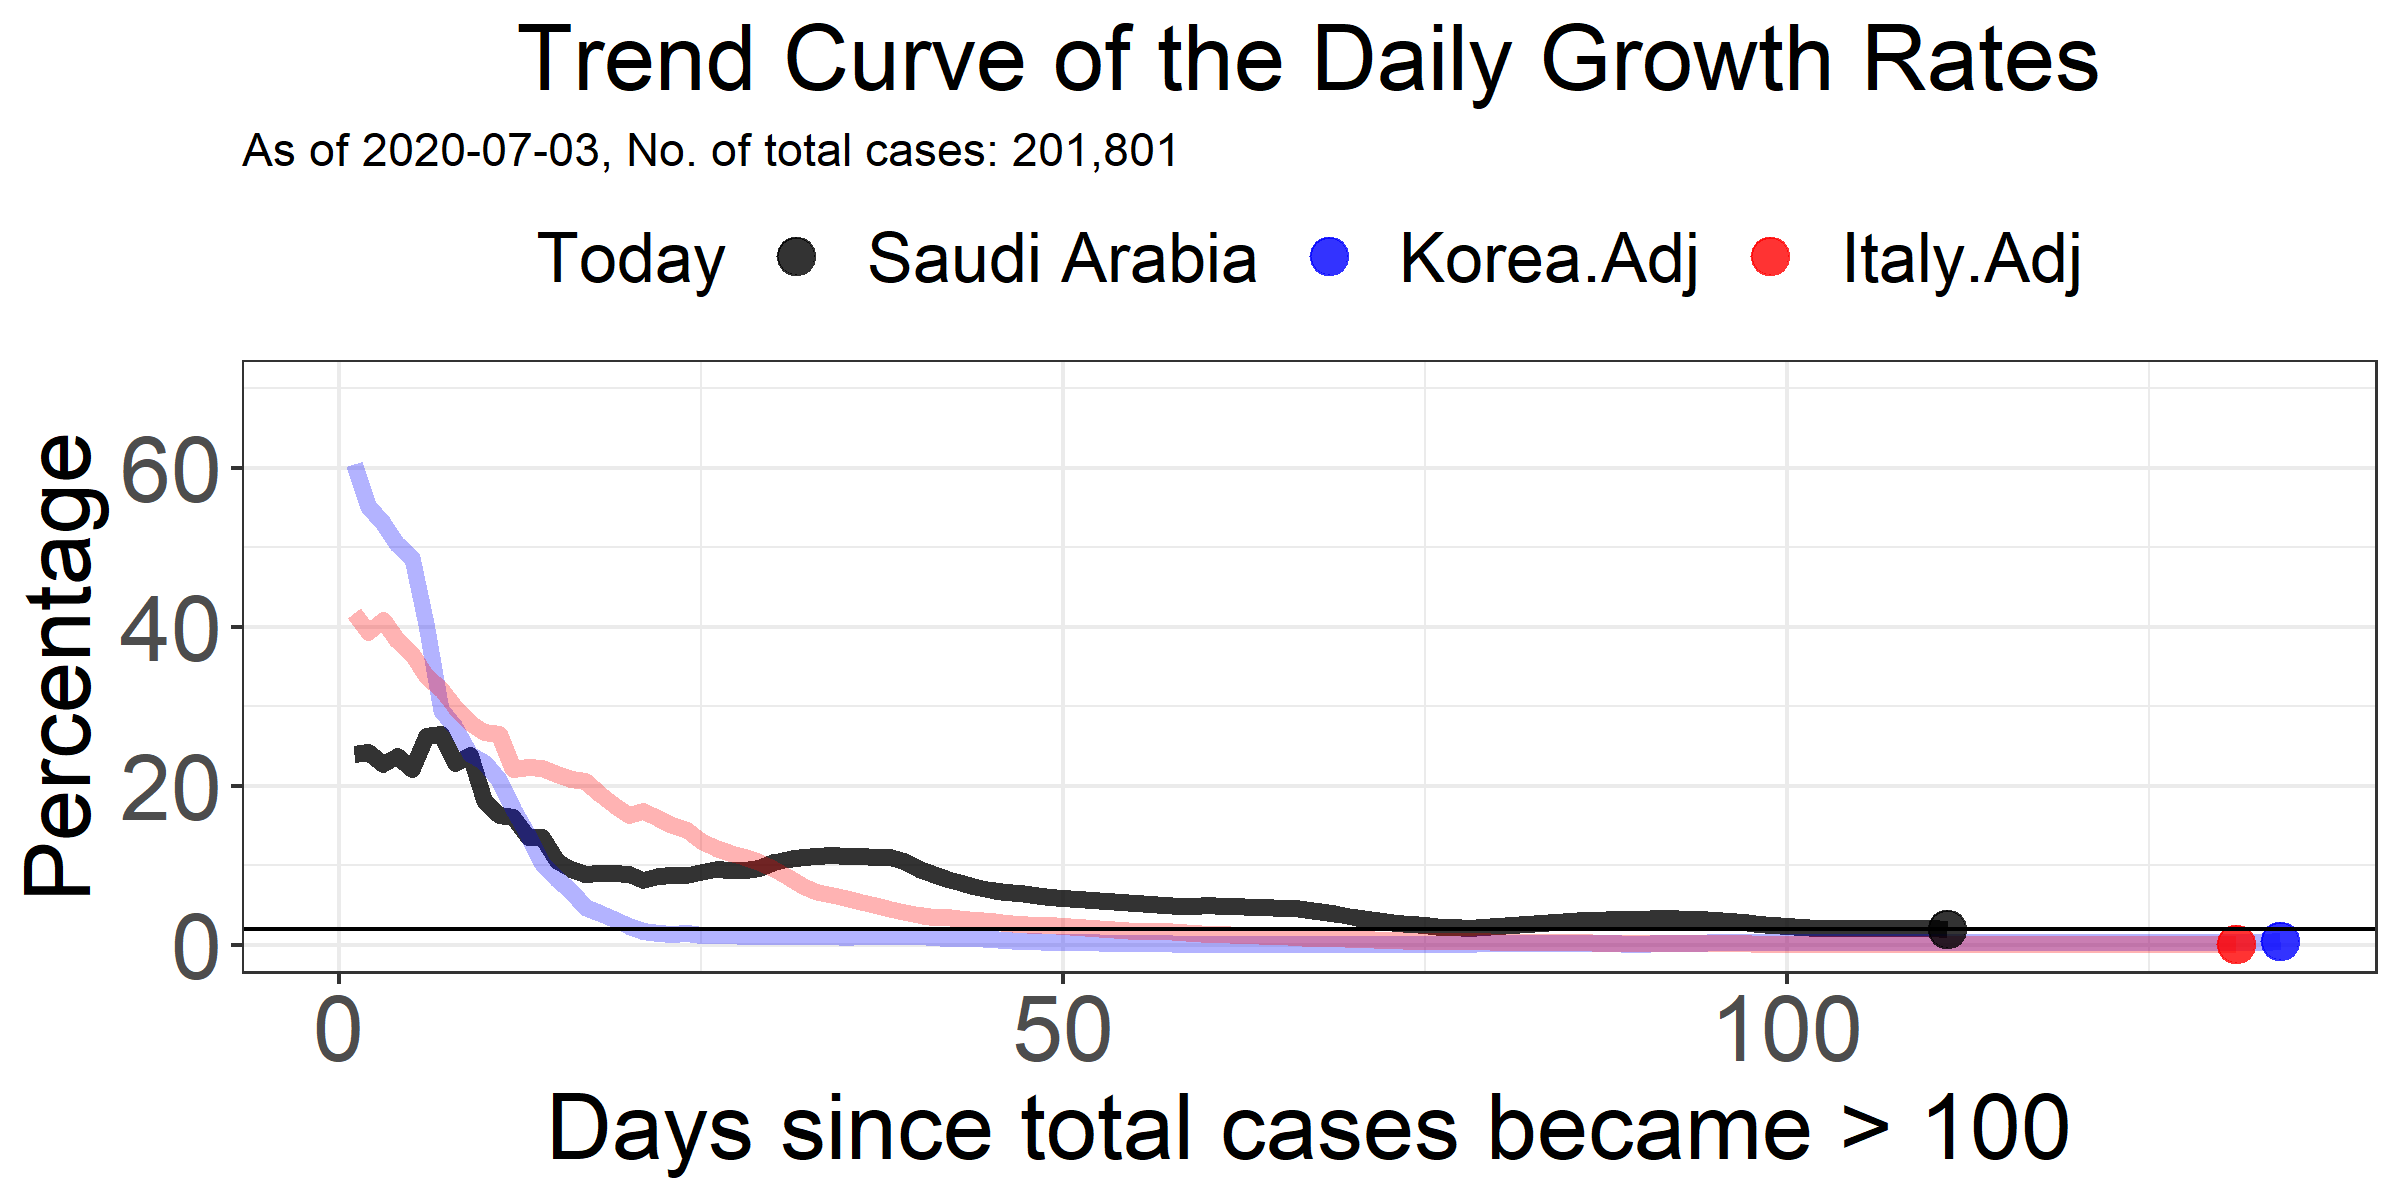 Trend Curve of the Daily Growth Rates
As of 2020-07-03, No. of total cases: 201,801
Today Saudi Arabia Korea.Adj Italy.Adj
Percentage
60
40
20
0
0 50 100
Days since total cases became > 100